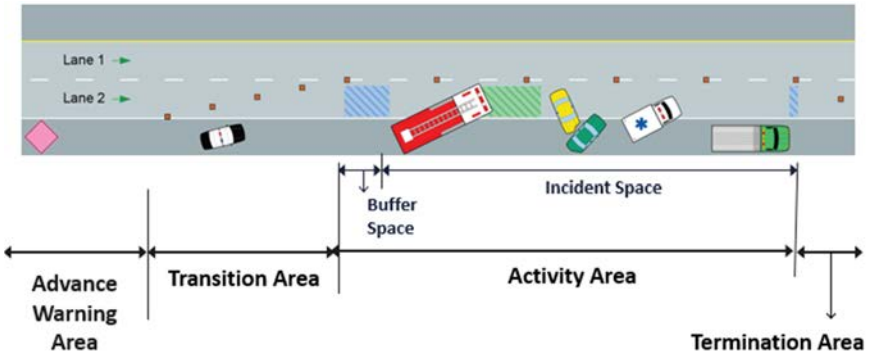 Lane 1
Lane 2
Buffer
Space
Incident Space
Advance
Warning
Area
Transition Area
Activity Area
Termination Area